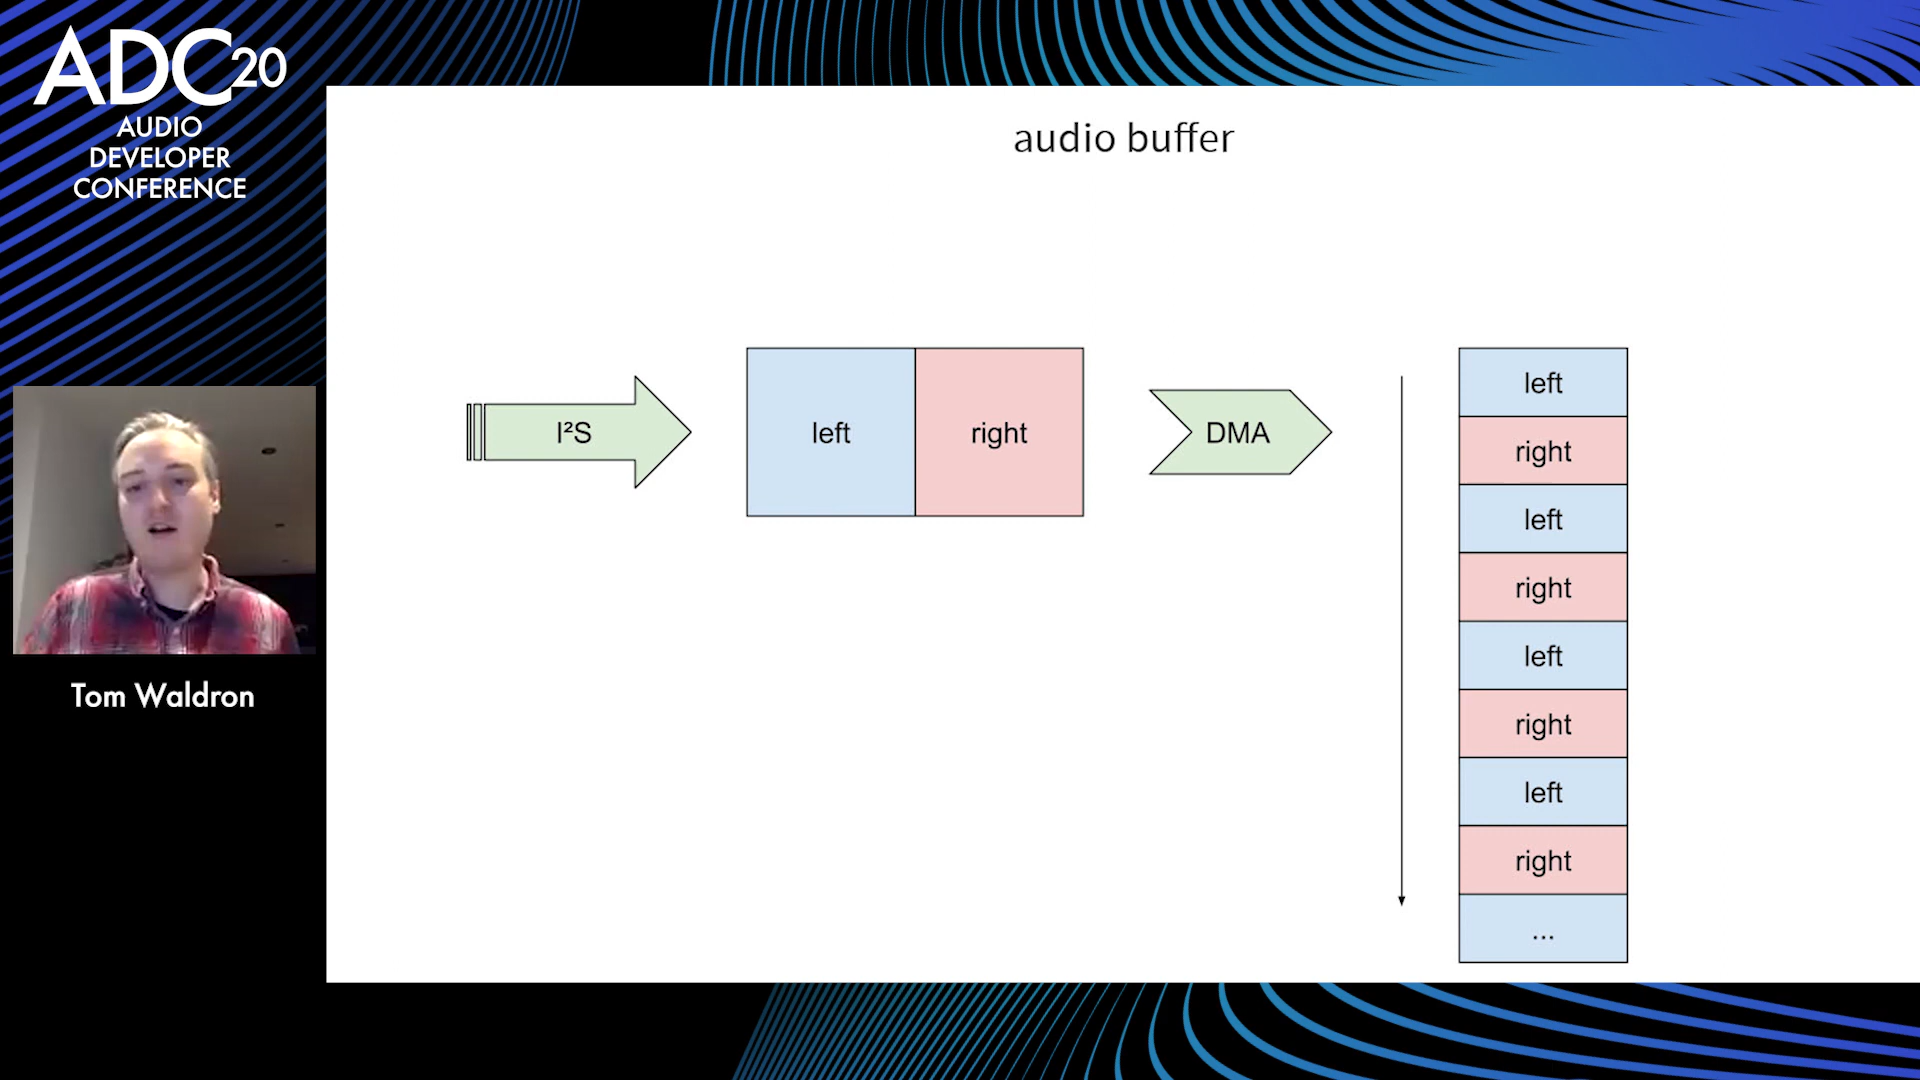 ADC20
AUDIO
DEVELOPER
CONFERENCE
Tom Waldron
audio buffer
I²S
left
right
DMA
left
right
left
right
left
right
left
right
...